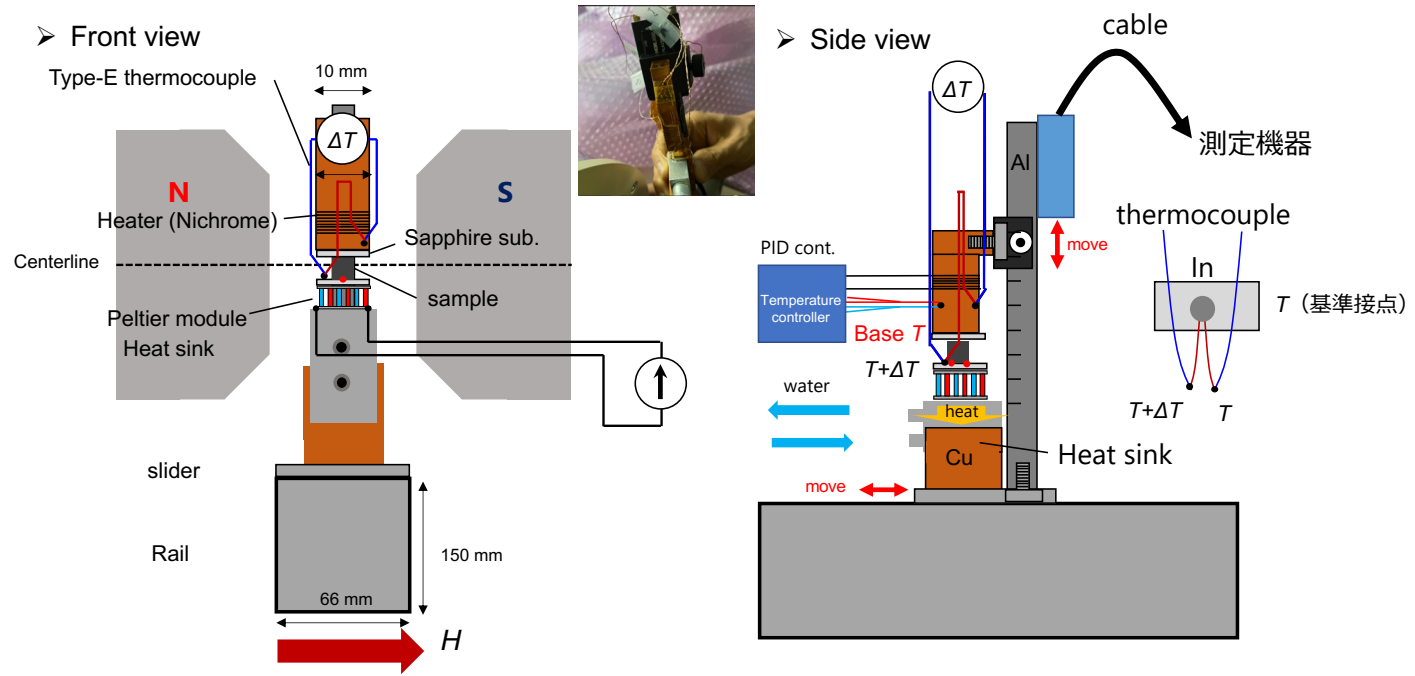 ➢ Front view
Type-E thermocouple
10 mm
ΔT
N
S
Heater (Nichrome)
Sapphire sub.
Centerline
sample
Peltier module
Heat sink
slider
Rail
150 mm
66 mm
H
➢ Side view
cable
ΔT
Al
測定機器
thermocouple
move
PID cont.
In
Temperature
controller
T（基準接点）
Base T
T+ΔT
water
heat
T+ΔT
T
Cu
Heat sink
move